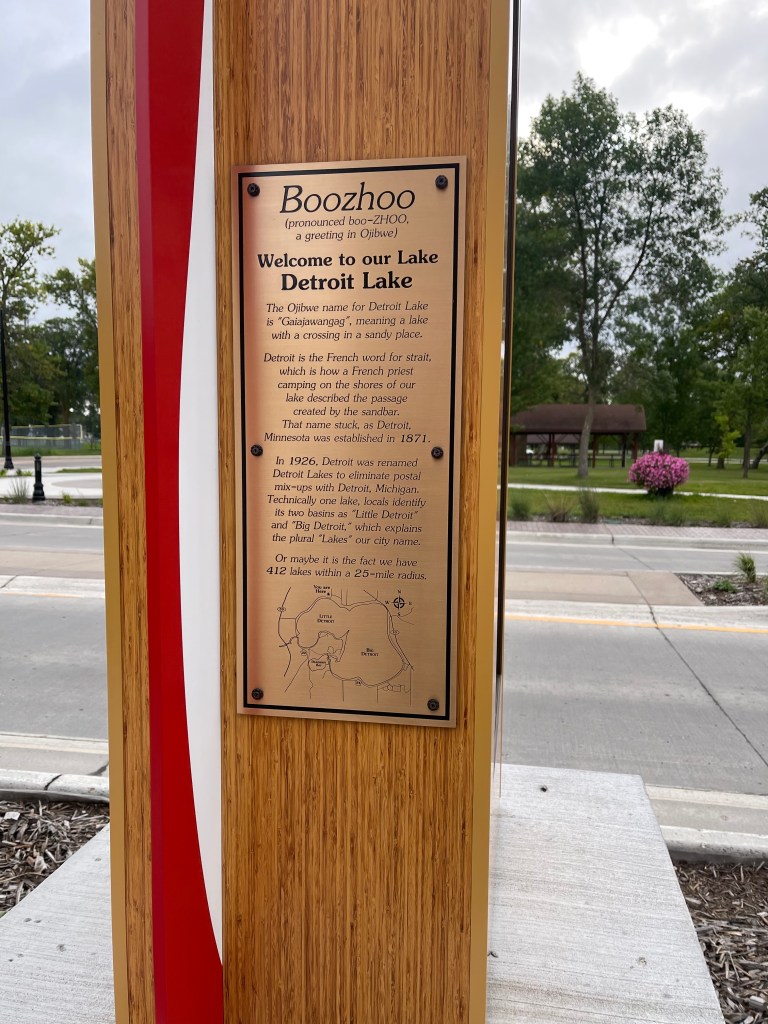 Boozhoo
(pronounced boo-ZHOO,
a greeting in Ojibwe)
Welcome to our Lake
Detroit Lake
The Ojibwe name for Detroit Lake
is "Gaiajawangag", meaning a lake
with a crossing in a sandy place.
Detroit is the French word for strait,
which is how a French priest
camping on the shores of our
lake described the passage
created by the sandbar.
That name stuck, as Detroit,
Minnesota was established in 1871.
In 1926, Detroit was renamed
Detroit Lakes to eliminate postal
mix-ups with Detroit, Michigan.
Technically one lake, locals identify
its two basins as "Little Detroit"
and "Big Detroit," which explains
the plural "Lakes" our city name.
Or maybe it is the fact we have
412 lakes within a 25-mile radius.
You are
Here
N
W E
S
Little
Detroit
Big
Detroit